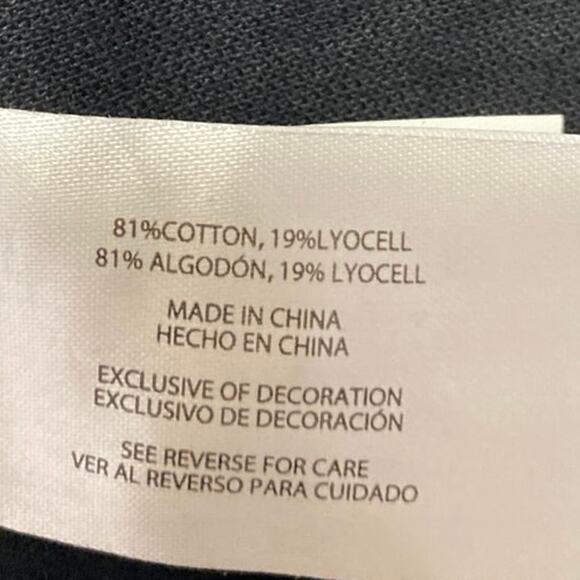 81%COTTON, 19%LYOCELL
81% ALGODÓN, 19% LYOCELL
MADE IN CHINA
HECHO EN CHINA
EXCLUSIVE OF DECORATION
EXCLUSIVO DE DECORACIÓN
SEE REVERSE FOR CARE
VER AL REVERSO PARA CUIDADO